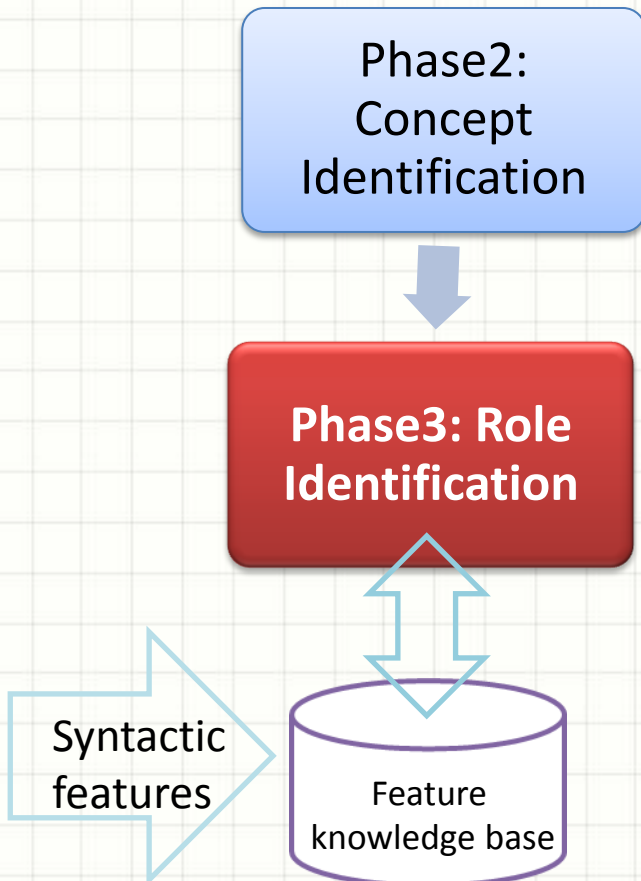 Phase2:
Concept
Identification
Phase3: Role
Identification
Syntactic
features
Feature
knowledge base